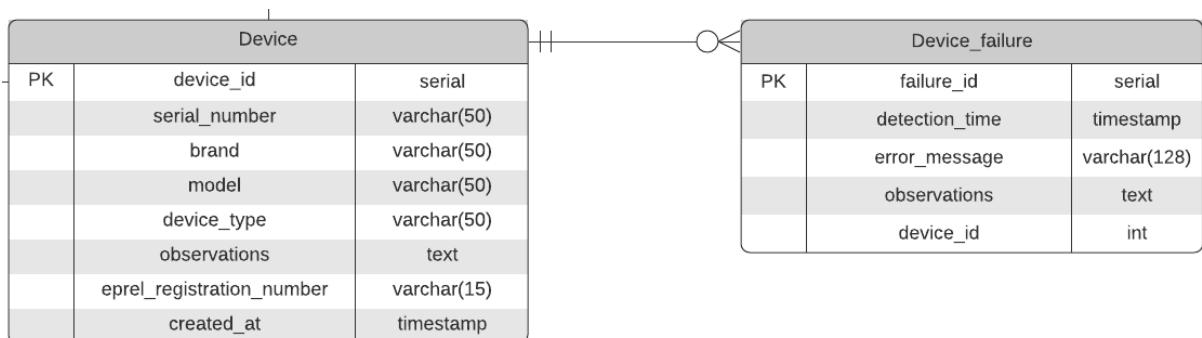 Device
PK device_id serial
serial_number varchar(50)
brand varchar(50)
model varchar(50)
device_type varchar(50)
observations text
eprel_registration_number varchar(15)
created_at timestamp
Device_failure
PK failure_id serial
detection_time timestamp
error_message varchar(128)
observations text
device_id int